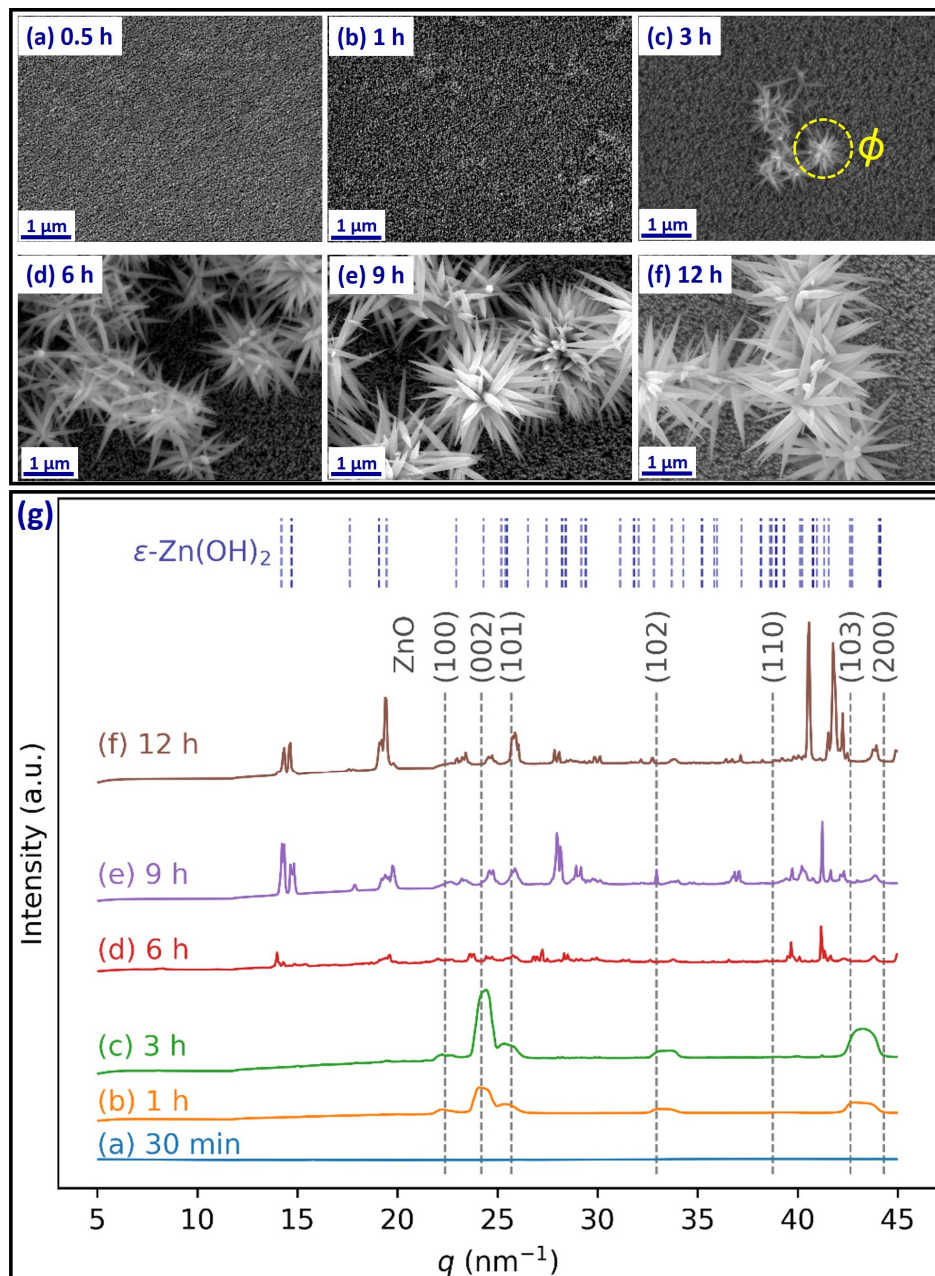 (a) 0.5 h
(b) 1 h
(c) 3 h
ϕ
1 µm
1 µm
1 µm
(d) 6 h
(e) 9 h
(f) 12 h
1 µm
1 µm
1 µm
(g)
ε-Zn(OH)₂
ZnO
(100)
(002)
(101)
(102)
(110)
(103)
(200)
(f) 12 h
(e) 9 h
(d) 6 h
(c) 3 h
(b) 1 h
(a) 30 min
Intensity (a.u.)
5 10 15 20 25 30 35 40 45
q (nm⁻¹)